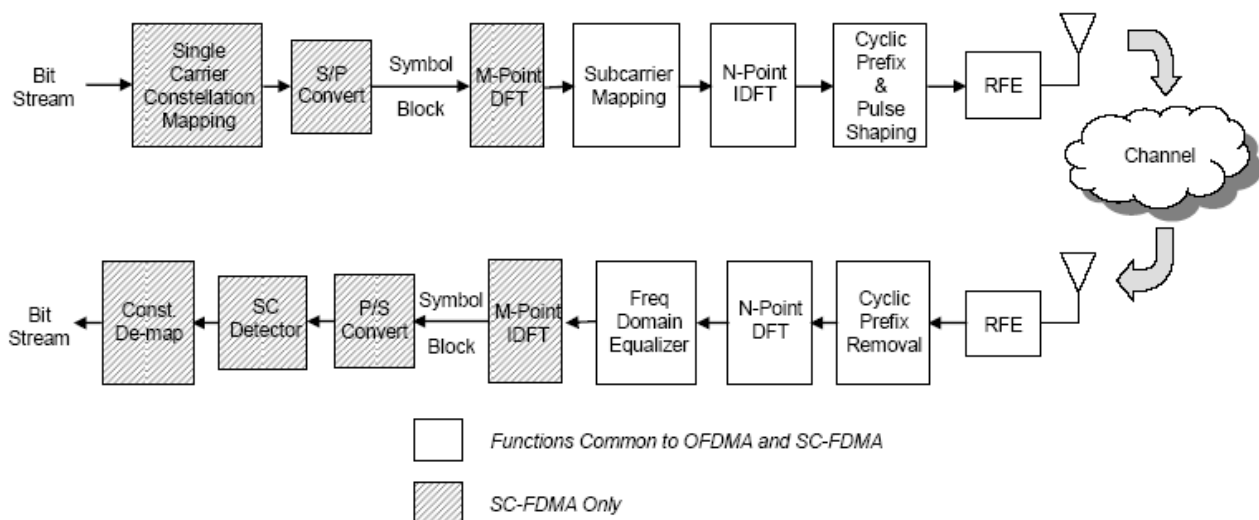 Bit
Stream
Single
Carrier
Constellation
Mapping
S/P
Convert
Symbol
Block
M-Point
DFT
Subcarrier
Mapping
N-Point
IDFT
Cyclic
Prefix
&
Pulse
Shaping
RFE
Channel
Bit
Stream
Const.
De-map
SC
Detector
P/S
Convert
Symbol
Block
M-Point
IDFT
Freq
Domain
Equalizer
N-Point
DFT
Cyclic
Prefix
Removal
RFE
Functions Common to OFDMA and SC-FDMA
SC-FDMA Only